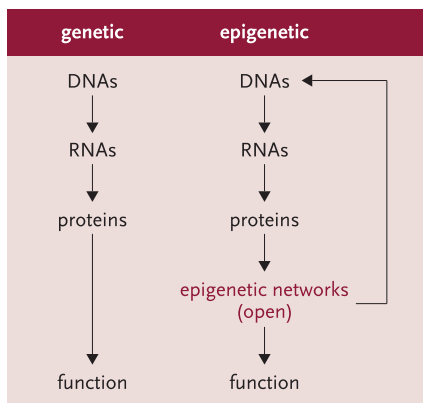 genetic
epigenetic
DNAs
DNAs
RNAs
RNAs
proteins
proteins
epigenetic networks
(open)
function
function